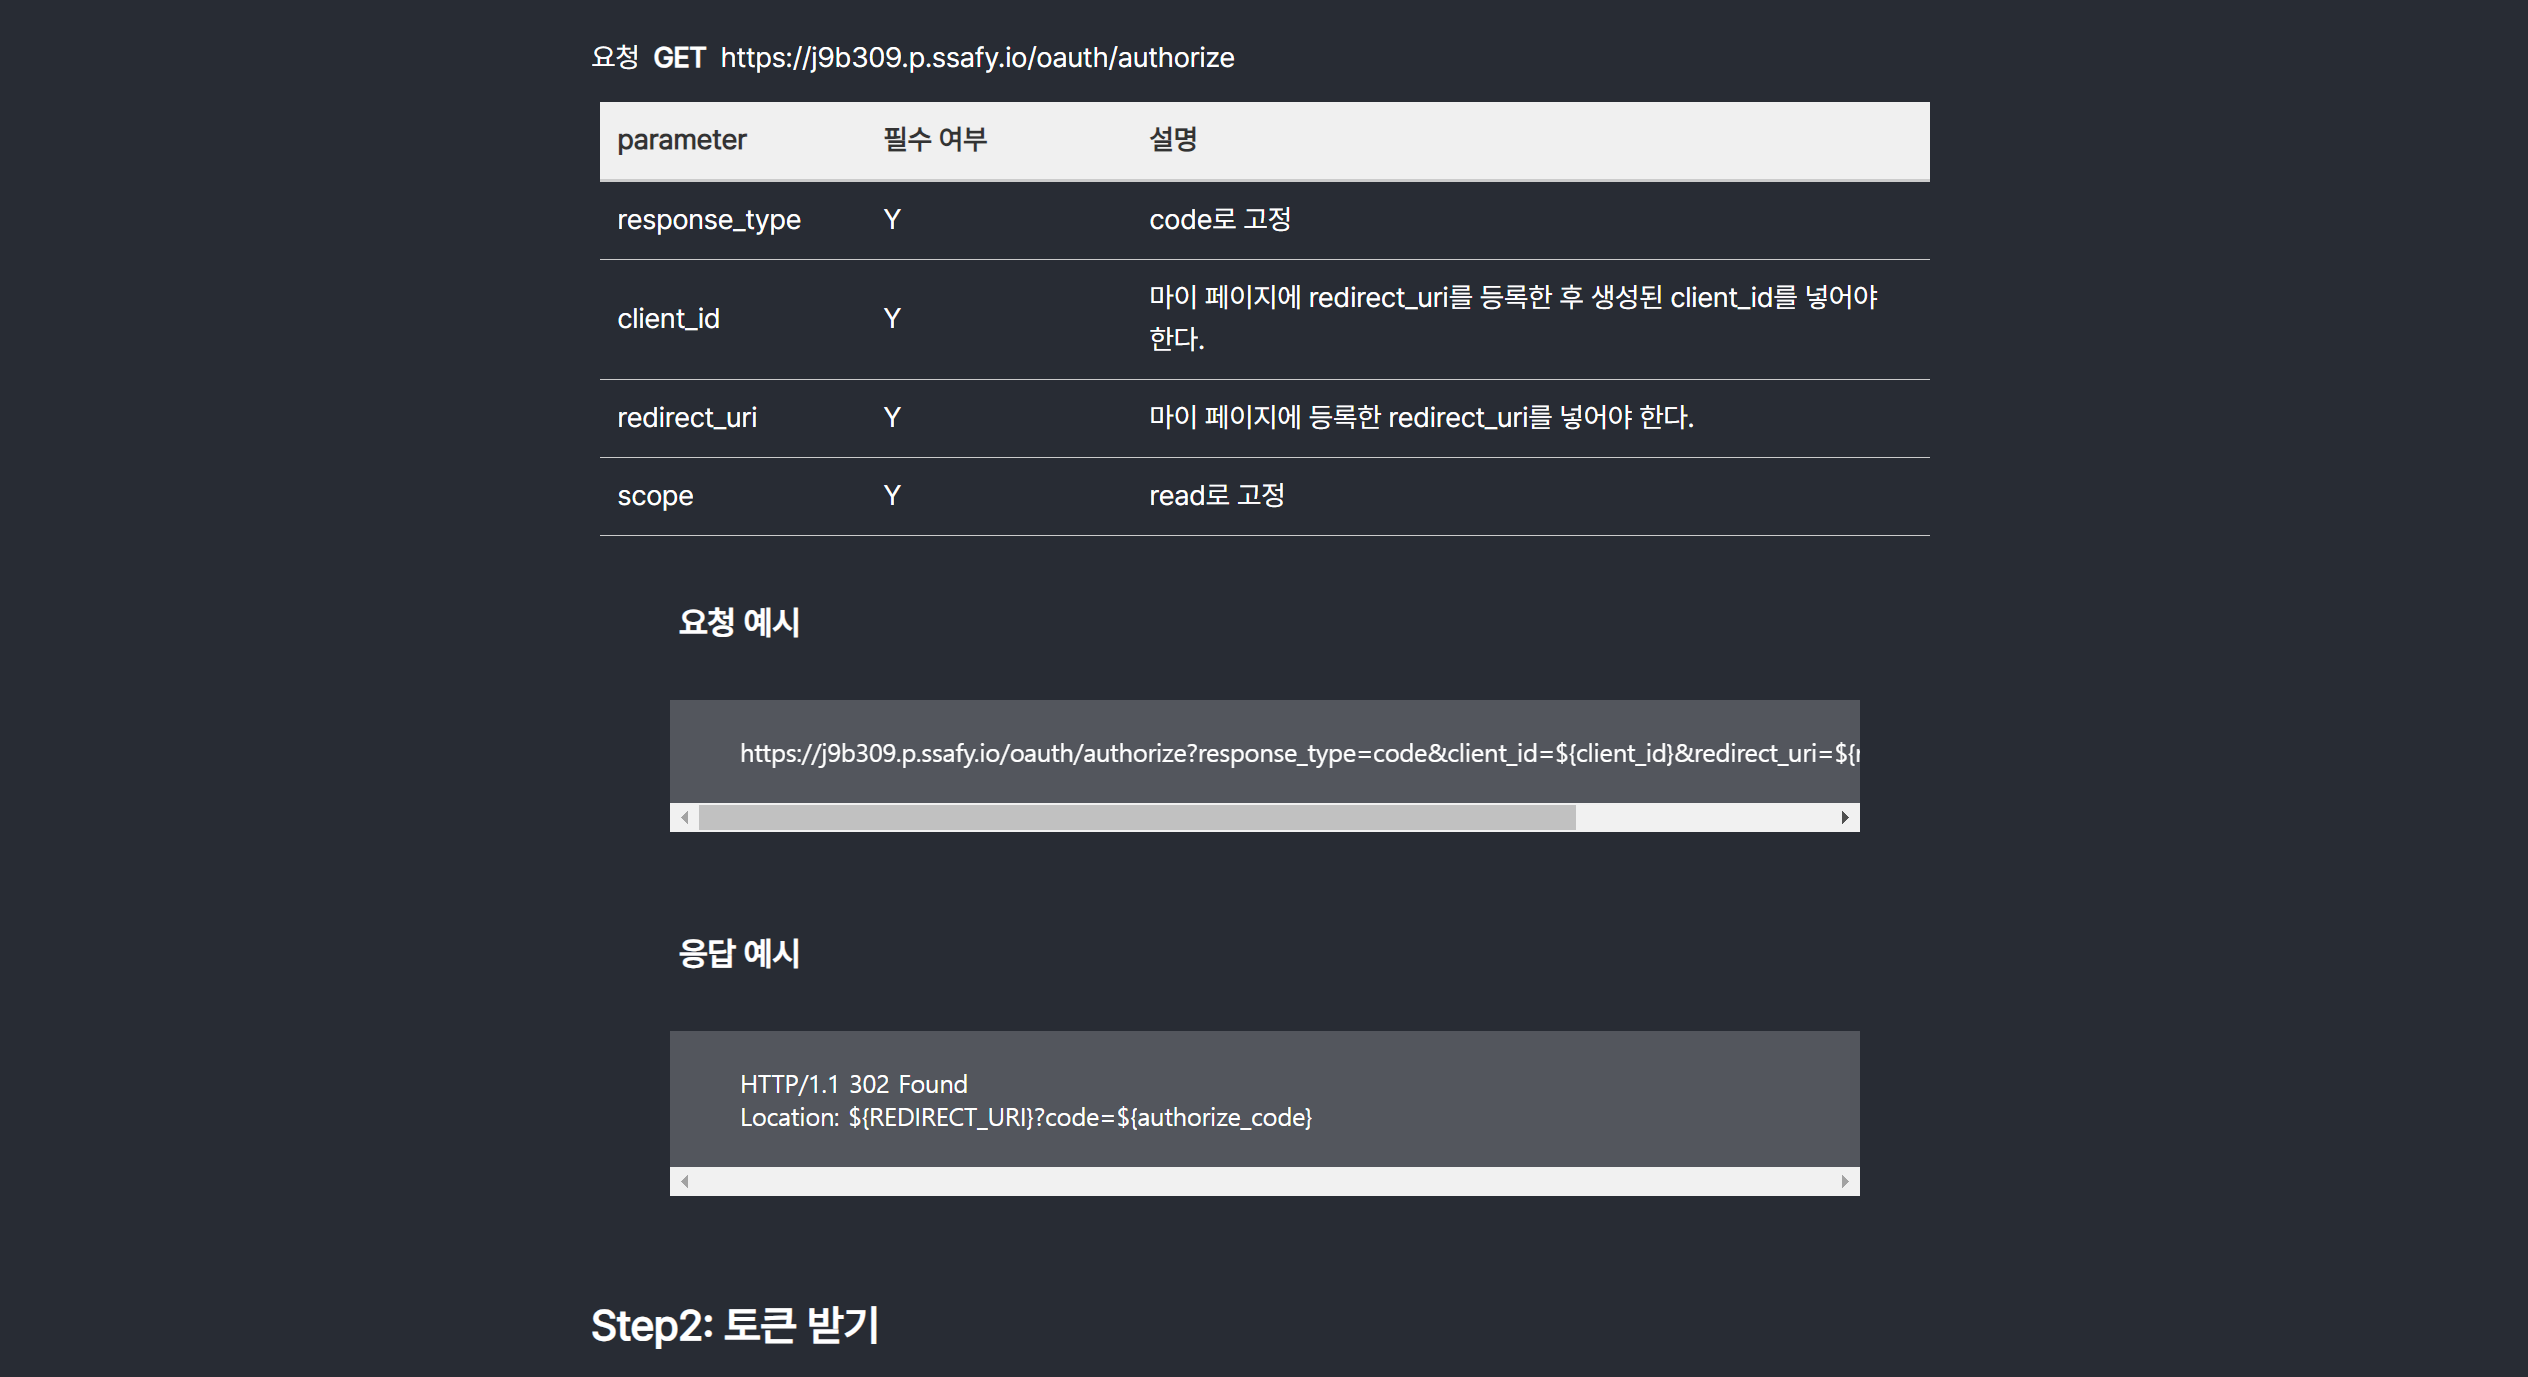 요청 GET https://j9b309.p.ssafy.io/oauth/authorize
parameter 필수 여부 설명
response_type Y code로 고정
client_id Y 마이 페이지에 redirect_uri를 등록한 후 생성된 client_id를 넣어야
한다.
redirect_uri Y 마이 페이지에 등록한 redirect_uri를 넣어야 한다.
scope Y read로 고정
요청 예시
https://j9b309.p.ssafy.io/oauth/authorize?response_type=code&client_id=${client_id}&redirect_uri=${
응답 예시
HTTP/1.1 302 Found
Location: ${REDIRECT_URI}?code=${authorize_code}
Step2: 토큰 받기